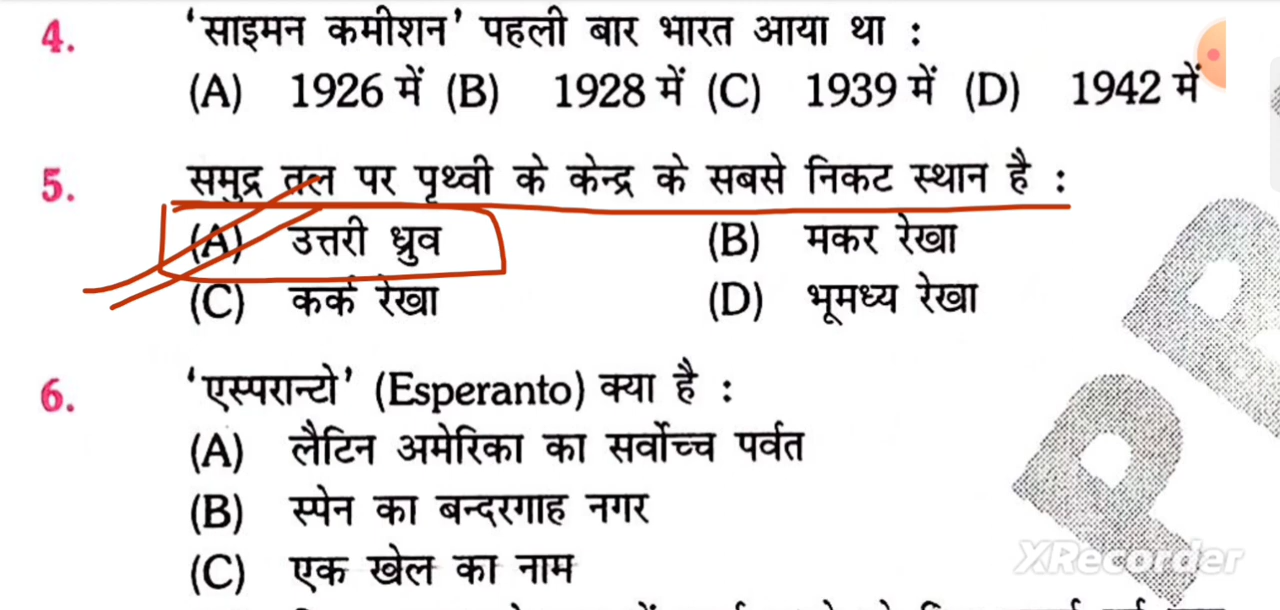 4. 'साइमन कमीशन' पहली बार भारत आया था :
(A) 1926 में (B) 1928 में (C) 1939 में (D) 1942 में
5. समुद्र तल पर पृथ्वी के केन्द्र के सबसे निकट स्थान है :
(A) उत्तरी ध्रुव (B) मकर रेखा
(C) कर्क रेखा (D) भूमध्य रेखा
6. 'एस्परान्टो' (Esperanto) क्या है :
(A) लैटिन अमेरिका का सर्वोच्च पर्वत
(B) स्पेन का बन्दरगाह नगर
(C) एक खेल का नाम
XRecorder